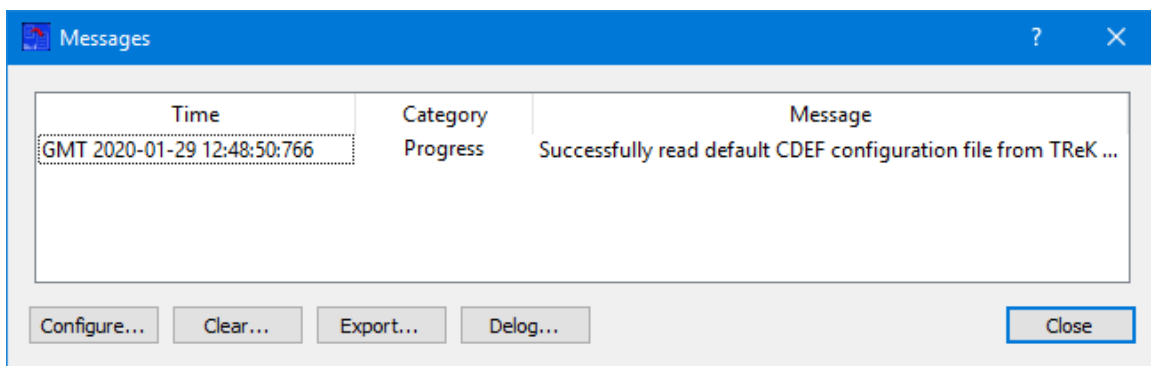 Messages
?
Time Category Message
GMT 2020-01-29 12:48:50:766 Progress Successfully read default CDEF configuration file from TReK ...
Configure... Clear... Export... Delog... Close